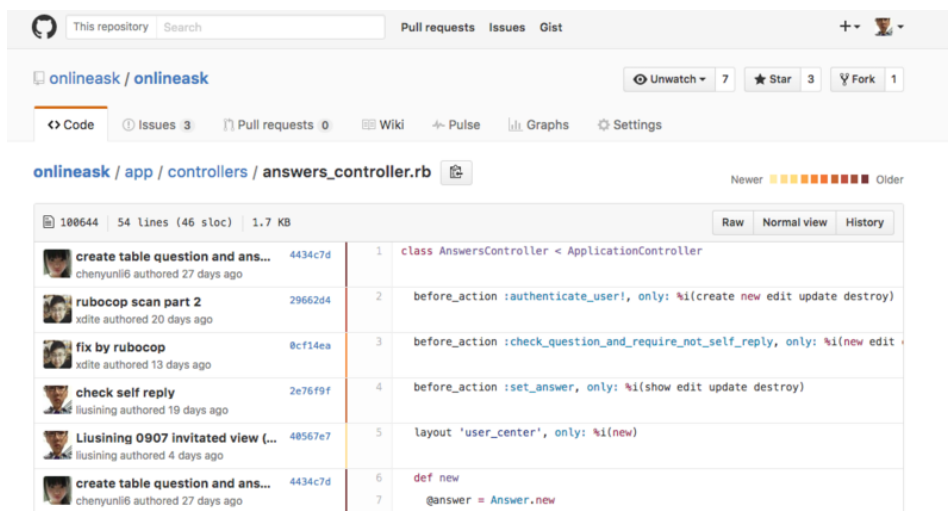 This repository Search Pull requests Issues Gist
onlineask / onlineask Unwatch 7 Star 3 Fork 1
Code Issues 3 Pull requests 0 Wiki Pulse Graphs Settings
onlineask / app / controllers / answers_controller.rb Newer Older
100644 54 lines (46 sloc) 1.7 KB Raw Normal view History
create table question and ans... 4434c7d 1 class AnswersController < ApplicationController
chenyunli6 authored 27 days ago
rubocop scan part 2 29662d4 2 before_action :authenticate_user!, only: %i(create new edit update destroy)
xdite authored 20 days ago
fix by rubocop 0cf14ea 3 before_action :check_question_and_require_not_self_reply, only: %i(new edit
xdite authored 13 days ago
check self reply 2e76f9f 4 before_action :set_answer, only: %i(show edit update destroy)
liusining authored 19 days ago
Liusining 0907 invitated view (... 40567e7 5 layout 'user_center', only: %i(new)
liusining authored 4 days ago
create table question and ans... 4434c7d 6 def new
chenyunli6 authored 27 days ago 7 @answer = Answer.new